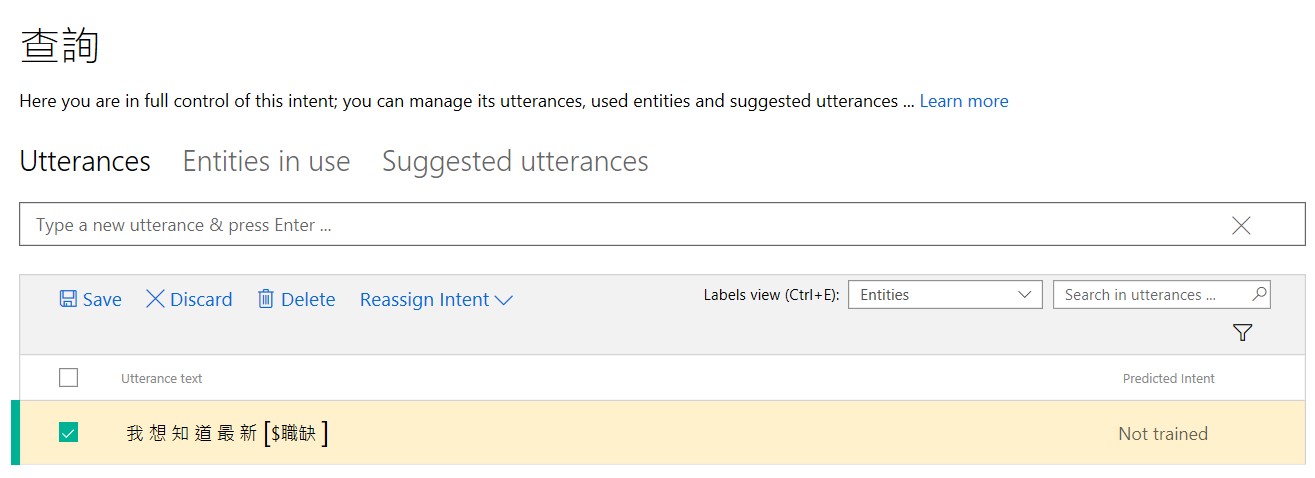 查詢
Here you are in full control of this intent; you can manage its utterances, used entities and suggested utterances ... Learn more
Utterances Entities in use Suggested utterances
Type a new utterance & press Enter ...
Save Discard Delete Reassign Intent Labels view (Ctrl+E): Entities Search in utterances ...
Utterance text Predicted Intent
我 想 知 道 最 新 [$職缺 ] Not trained